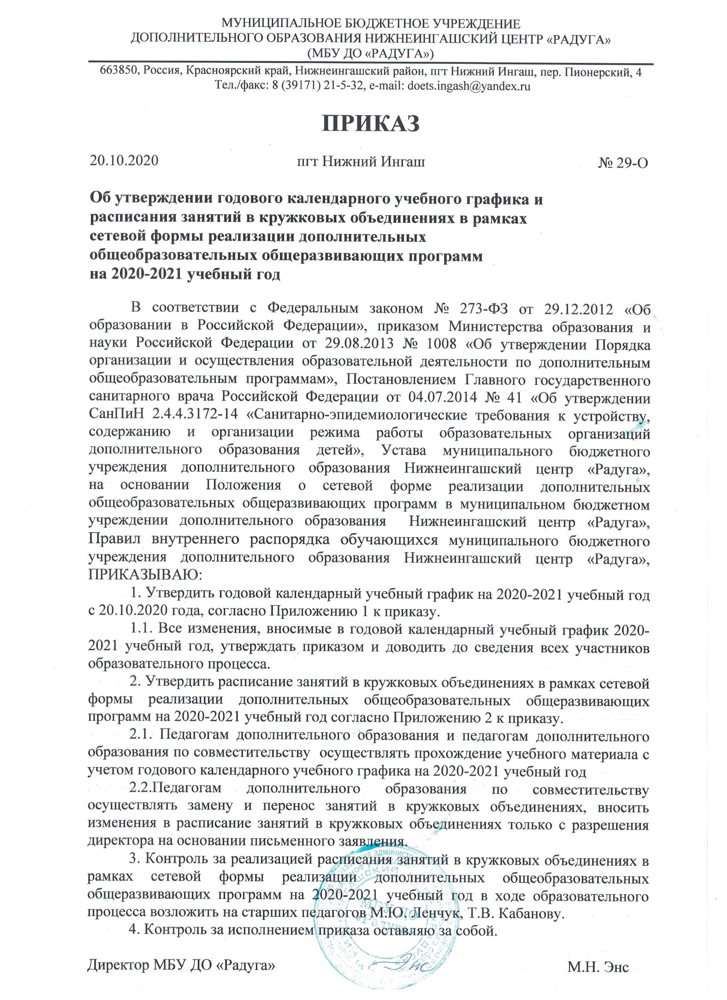 МУНИЦИПАЛЬНОЕ БЮДЖЕТНОЕ УЧРЕЖДЕНИЕ
ДОПОЛНИТЕЛЬНОГО ОБРАЗОВАНИЯ НИЖНЕИНГАШСКИЙ ЦЕНТР «РАДУГА»
(МБУ ДО «РАДУГА»)
663850, Россия, Красноярский край, Нижнеингашский район, пгт Нижний Ингаш, пер. Пионерский, 4
Тел./факс: 8 (39171) 21-5-32, e-mail: doets.ingash@yandex.ru
ПРИКАЗ
20.10.2020 пгт Нижний Ингаш № 29-О
Об утверждении годового календарного учебного графика и
расписания занятий в кружковых объединениях в рамках
сетевой формы реализации дополнительных
общеобразовательных общеразвивающих программ
на 2020-2021 учебный год
В соответствии с Федеральным законом № 273-ФЗ от 29.12.2012 «Об
образовании в Российской Федерации», приказом Министерства образования и
науки Российской Федерации от 29.08.2013 № 1008 «Об утверждении Порядка
организации и осуществления образовательной деятельности по дополнительным
общеобразовательным программам», Постановлением Главного государственного
санитарного врача Российской Федерации от 04.07.2014 № 41 «Об утверждении
СанПиН 2.4.4.3172-14 «Санитарно-эпидемиологические требования к устройству,
содержанию и организации режима работы образовательных организаций
дополнительного образования детей», Устава муниципального бюджетного
учреждения дополнительного образования Нижнеингашский центр «Радуга»,
на основании Положения о сетевой форме реализации дополнительных
общеобразовательных общеразвивающих программ в муниципальном бюджетном
учреждении дополнительного образования Нижнеингашский центр «Радуга»,
Правил внутреннего распорядка обучающихся муниципального бюджетного
учреждения дополнительного образования Нижнеингашский центр «Радуга»,
ПРИКАЗЫВАЮ:
1. Утвердить годовой календарный учебный график на 2020-2021 учебный год
с 20.10.2020 года, согласно Приложению 1 к приказу.
1.1. Все изменения, вносимые в годовой календарный учебный график 2020-
2021 учебный год, утверждать приказом и доводить до сведения всех участников
образовательного процесса.
2. Утвердить расписание занятий в кружковых объединениях в рамках сетевой
формы реализации дополнительных общеобразовательных общеразвивающих
программ на 2020-2021 учебный год согласно Приложению 2 к приказу.
2.1. Педагогам дополнительного образования и педагогам дополнительного
образования по совместительству осуществлять прохождение учебного материала с
учетом годового календарного учебного графика на 2020-2021 учебный год
2.2.Педагогам дополнительного образования по совместительству
осуществлять замену и перенос занятий в кружковых объединениях, вносить
изменения в расписание занятий в кружковых объединениях только с разрешения
директора на основании письменного заявления.
3. Контроль за реализацией расписания занятий в кружковых объединениях в
рамках сетевой формы реализации дополнительных общеобразовательных
общеразвивающих программ на 2020-2021 учебный год в ходе образовательного
процесса возложить на старших педагогов М.Ю. Ленчук, Т.В. Кабанову.
4. Контроль за исполнением приказа оставляю за собой.
МБУ ДО
«Радуга»
Директор МБУ ДО «Радуга» Энс М.Н. Энс